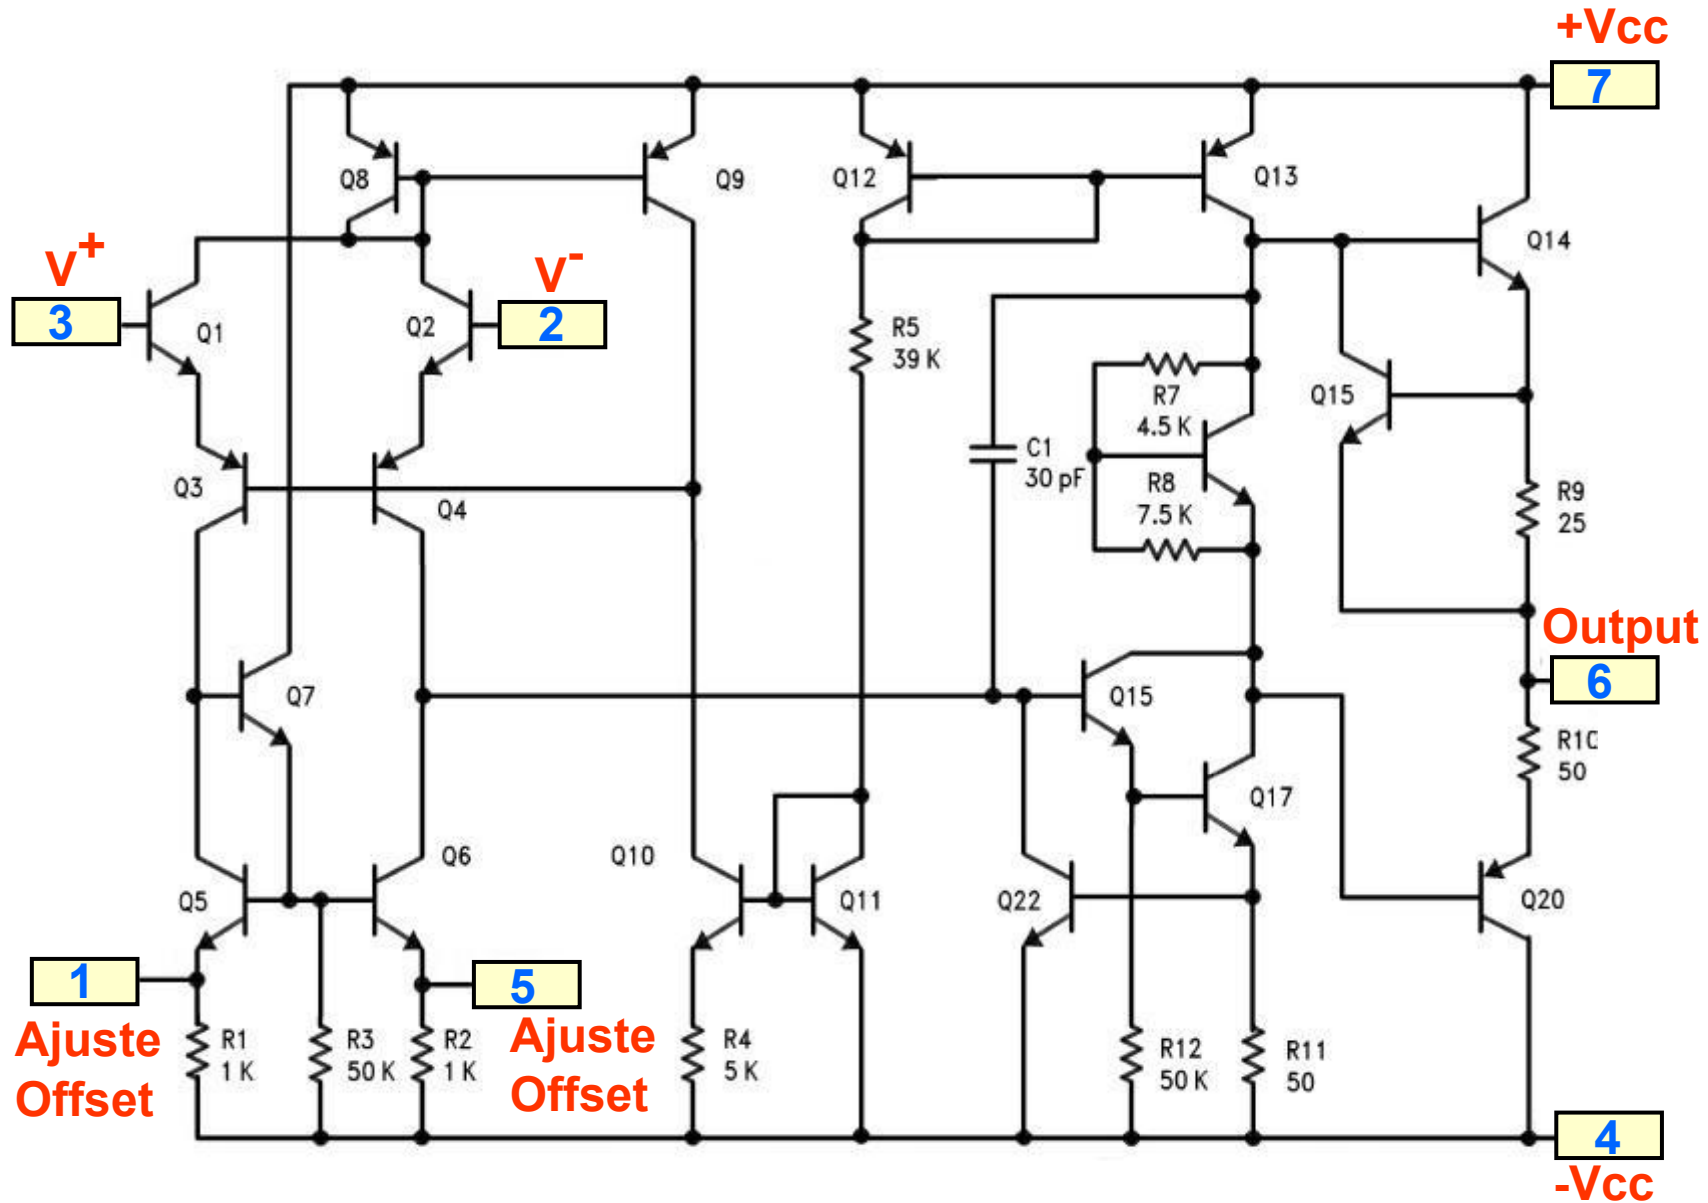 +Vcc
7
Q8
Q9
Q12
Q13
Q14
V+
V-
3
2
Q1
Q2
R5
39 K
R7
4.5 K
Q15
C1
30 pF
R8
7.5 K
R9
25
Q3
Q4
Output
6
Q7
Q15
R10
50
Q17
Q6
Q10
Q5
Q11
Q22
Q20
1
5
Ajuste
Offset
Ajuste
Offset
R1
1 K
R3
50 K
R2
1 K
R4
5 K
R12
50 K
R11
50
4
-Vcc